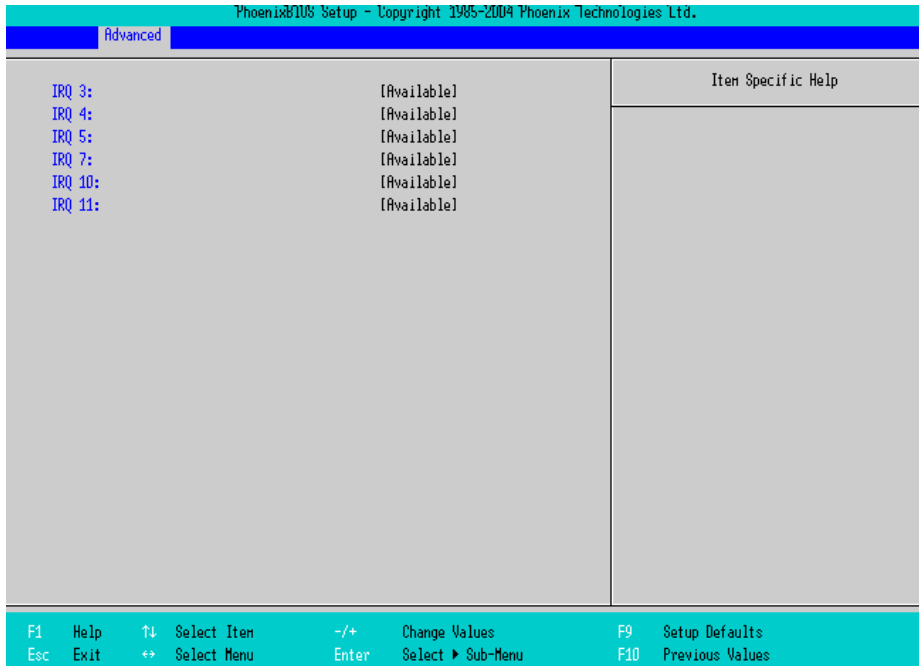 PhoenixBIOS Setup - Copyright 1985-2004 Phoenix Technologies Ltd.
Advanced
Item Specific Help
IRQ 3: [Available]
IRQ 4: [Available]
IRQ 5: [Available]
IRQ 7: [Available]
IRQ 10: [Available]
IRQ 11: [Available]
F1 Help ↑↓ Select Item -/+ Change Values F9 Setup Defaults
Esc Exit ↔ Select Menu Enter Select ▶ Sub-Menu F10 Previous Values